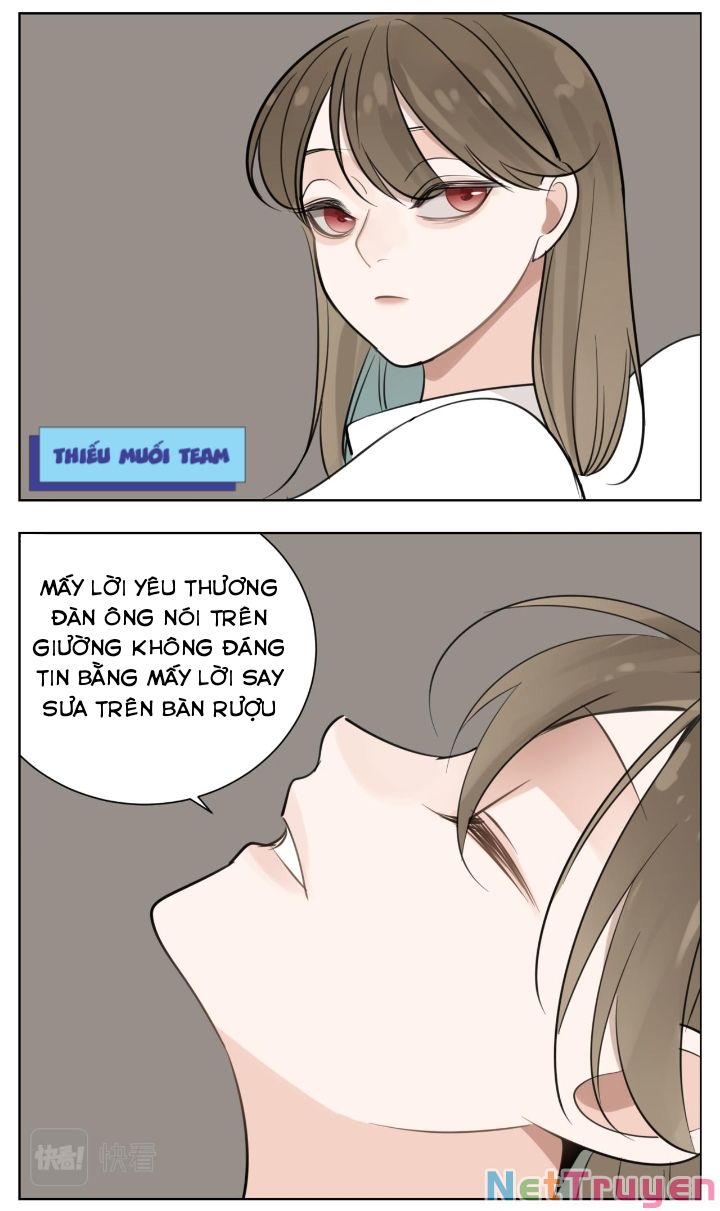 THIẾU MUỐI TEAM
MẤY LỜI YÊU THƯƠNG
ĐÀN ÔNG NÓI TRÊN
GIƯỜNG KHÔNG ĐÁNG
TIN BẰNG MẤY LỜI SAY
SƯA TRÊN BÀN RƯỢU
快看! 快看
NetTruyen